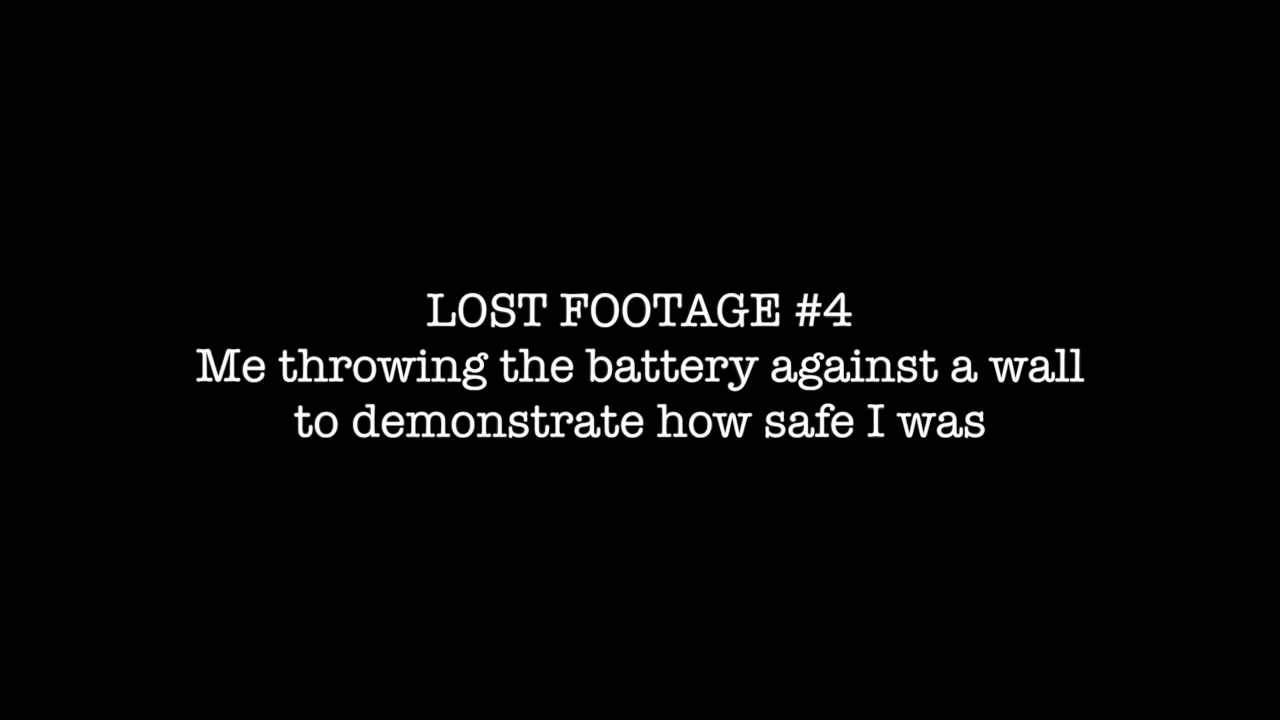 LOST FOOTAGE #4
Me throwing the battery against a wall
to demonstrate how safe I was